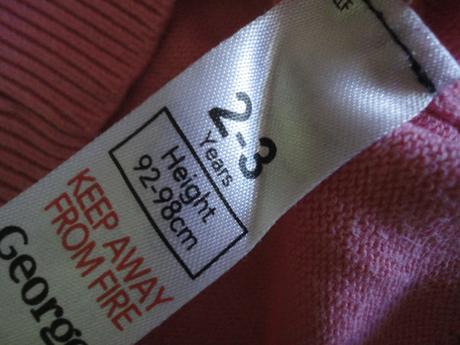 2-3
Years
Height
92-98cm
KEEP AWAY
FROM FIRE
George